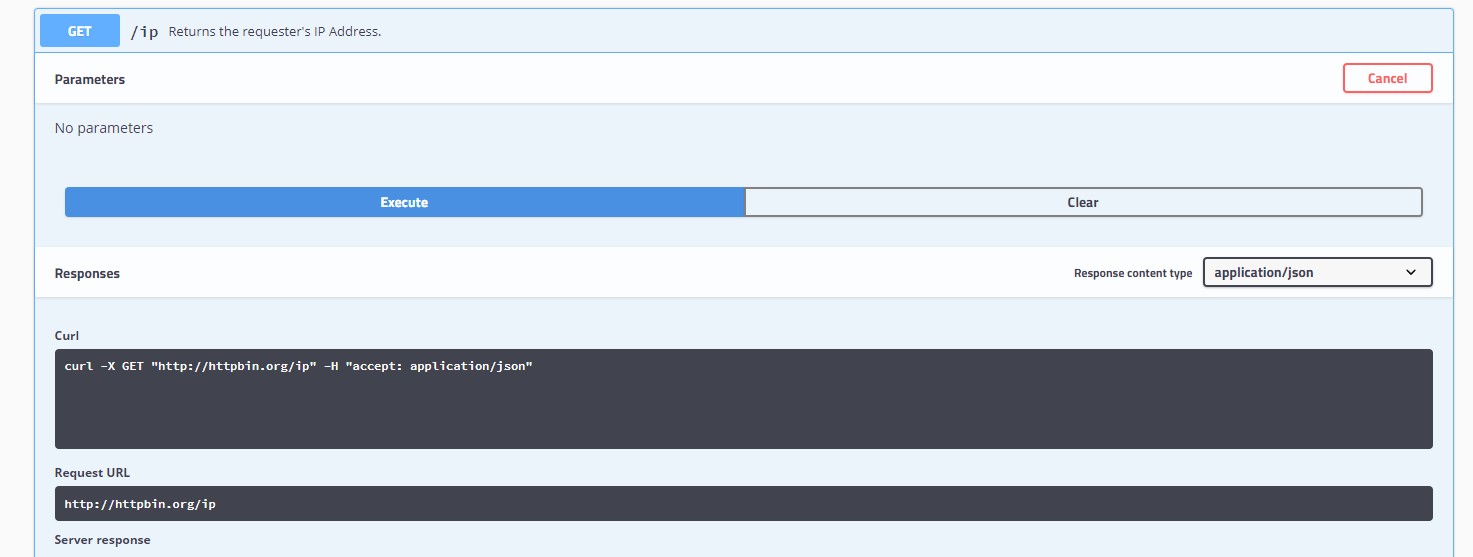 GET /ip Returns the requester's IP Address.
Parameters Cancel
No parameters
Execute Clear
Responses Response content type application/json
Curl
curl -X GET "http://httpbin.org/ip" -H "accept: application/json"
Request URL
http://httpbin.org/ip
Server response